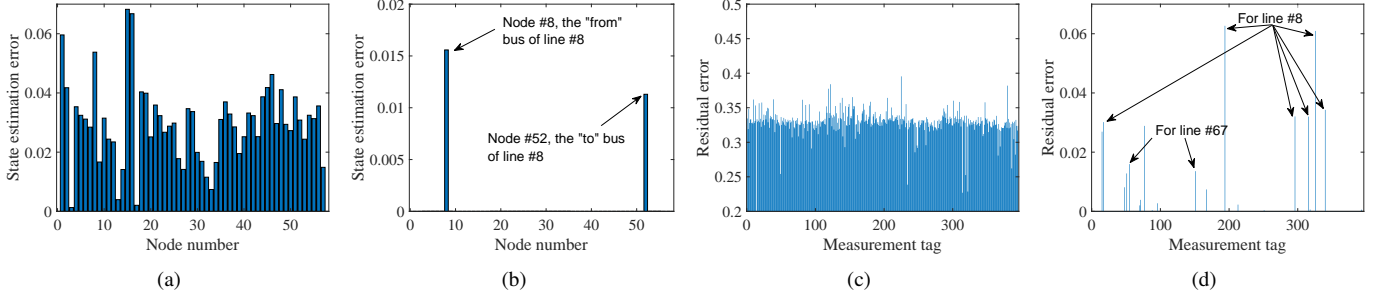 State estimation error
0.06
0.04
0.02
0
0 10 20 30 40 50
Node number
(a)
State estimation error
0.02
0.015
0.01
0.005
0
Node #8, the "from"
bus of line #8
Node #52, the "to" bus
of line #8
0 10 20 30 40 50
Node number
(b)
Residual error
0.5
0.45
0.4
0.35
0.3
0.25
0.2
0 100 200 300
Measurement tag
(c)
Residual error
0.06
0.04
0.02
0
For line #8
For line #67
0 100 200 300
Measurement tag
(d)